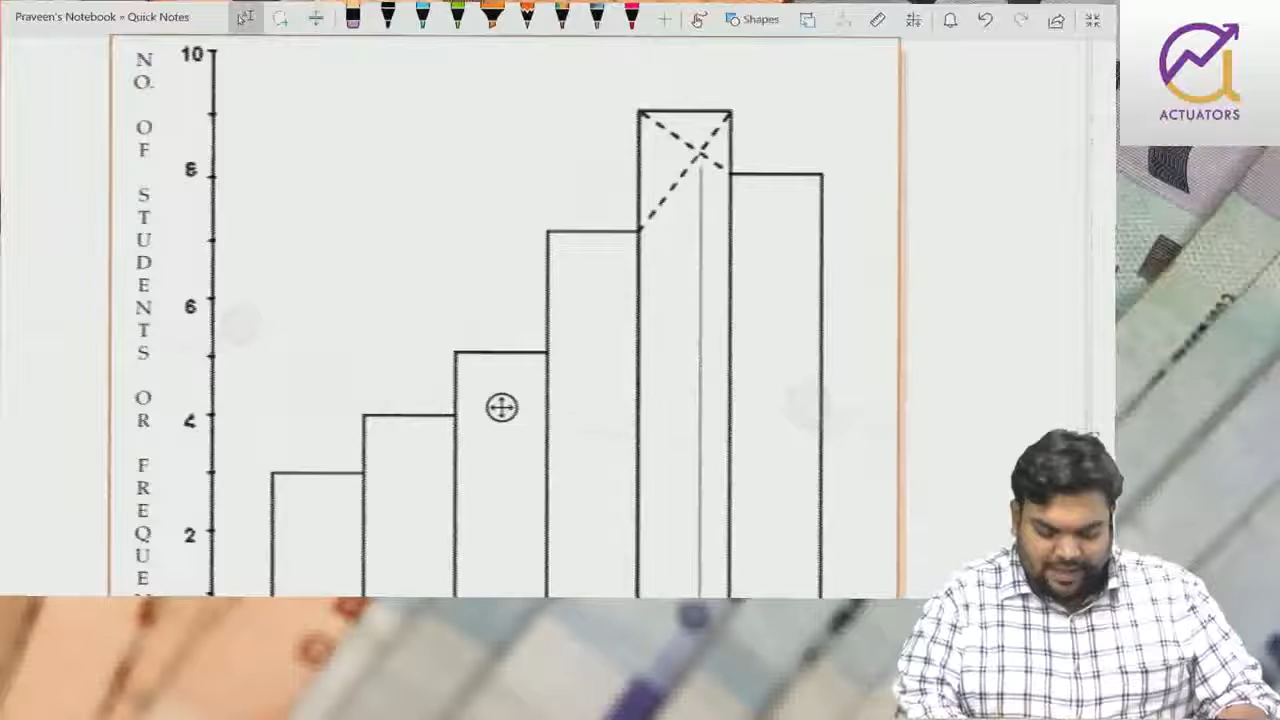 Praveen's Notebook » Quick Notes
Shapes
ACTUATORS
10
8
6
4
2
N
O.
O
F
S
T
U
D
E
N
T
S
O
R
F
R
E
Q
U
E